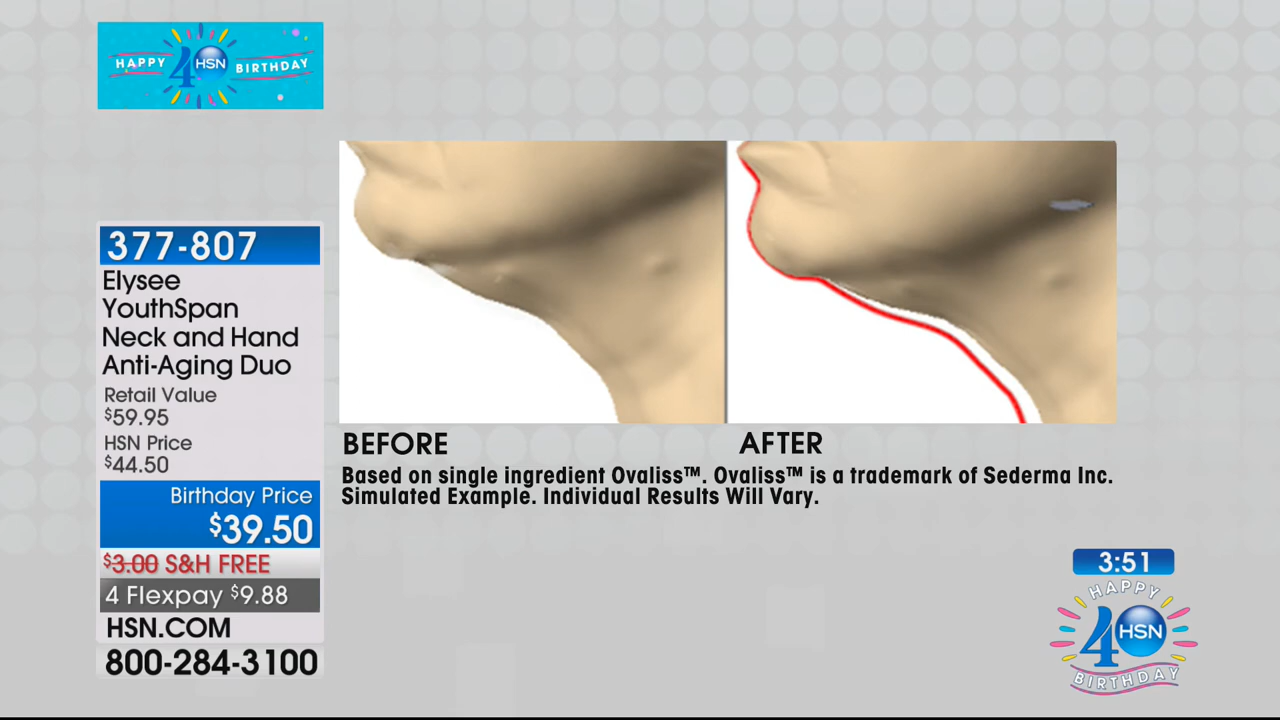 HAPPY 40 HSN BIRTHDAY
377-807
Elysee
YouthSpan
Neck and Hand
Anti-Aging Duo
Retail Value
$59.95
HSN Price
$44.50
Birthday Price
$39.50
$3.00 S&H FREE
4 Flexpay $9.88
HSN.COM
800-284-3100
BEFORE
AFTER
Based on single ingredient Ovaliss™. Ovaliss™ is a trademark of Sederma Inc.
Simulated Example. Individual Results Will Vary.
3:51
HAPPY
40 HSN
BIRTHDAY